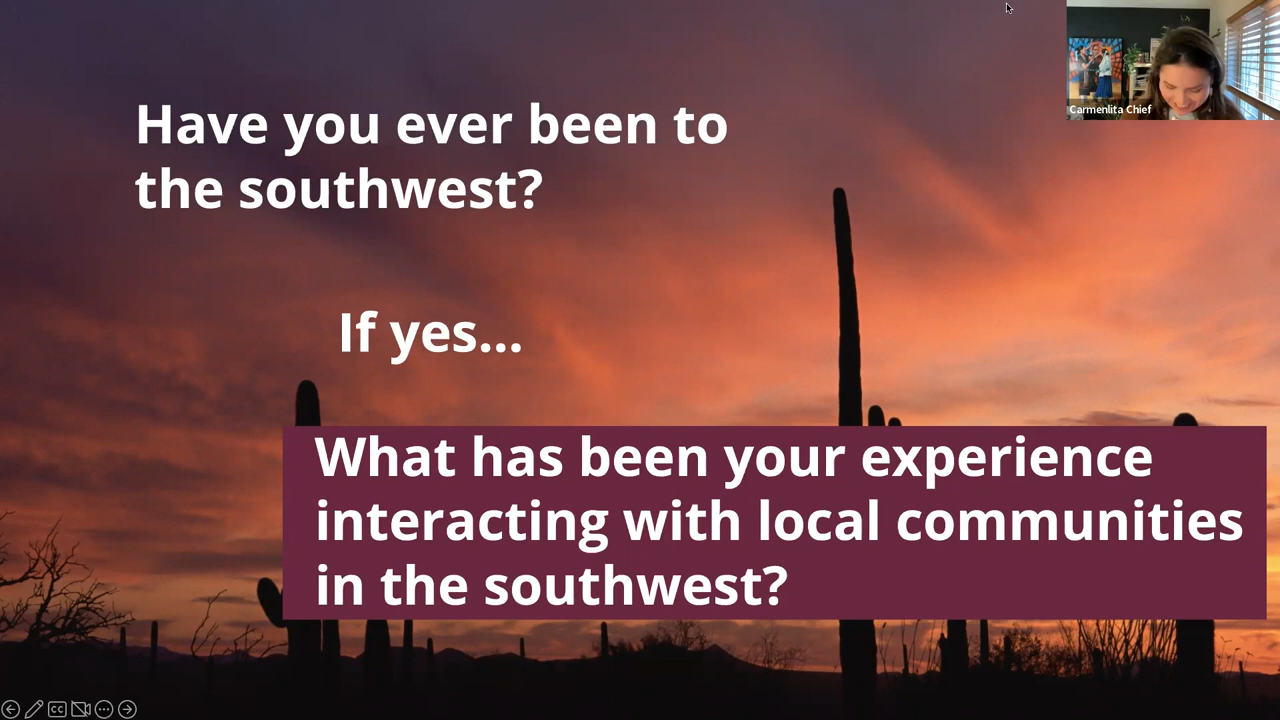 Carmenlita Chief
Have you ever been to
the southwest?
If yes...
What has been your experience
interacting with local communities
in the southwest?
CC